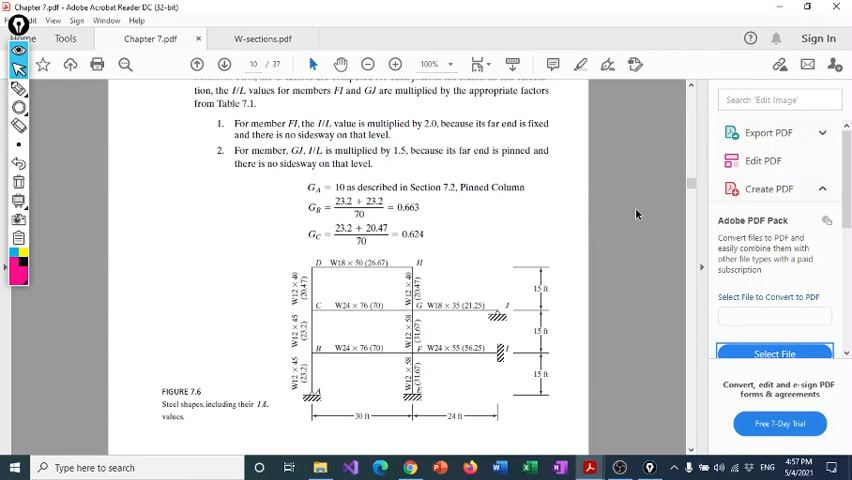 Chapter 7.pdf - Adobe Acrobat Reader DC (32-bit)
View Sign Window Help
Home Tools Chapter 7.pdf × W-sections.pdf Sign In
10 / 37 100%
tion, the I/L values for members FI and GJ are multiplied by the appropriate factors
from Table 7.1.
1. For member FI, the I/L value is multiplied by 2.0, because its far end is fixed
and there is no sidesway on that level.
2. For member, GJ, I/L is multiplied by 1.5, because its far end is pinned and
there is no sidesway on that level.
G_A = 10 as described in Section 7.2, Pinned Column
G_B = (23.2 + 23.2)/70 = 0.663
G_C = (23.2 + 20.47)/70 = 0.624
D W18 × 50 (26.67) H
W12 × 40 (20.47) W12 × 40 (20.47) 15 ft
C W24 × 76 (70) G W18 × 35 (21.25) J
W12 × 45 (23.2) W12 × 58 (31.67) 15 ft
B W24 × 76 (70) F W24 × 55 (56.25) I
W12 × 45 (23.2) W12 × 58 (31.67) 15 ft
A
30 ft 24 ft
FIGURE 7.6
Steel shapes, including their I/L
values.
Search 'Edit Image'
Export PDF
Edit PDF
Create PDF
Adobe PDF Pack
Convert files to PDF and
easily combine them with
other file types with a paid
subscription
Select File to Convert to PDF
Select File
Convert, edit and e-sign PDF
forms & agreements
Free 7-Day Trial
Type here to search
ENG
4:57 PM
5/4/2021